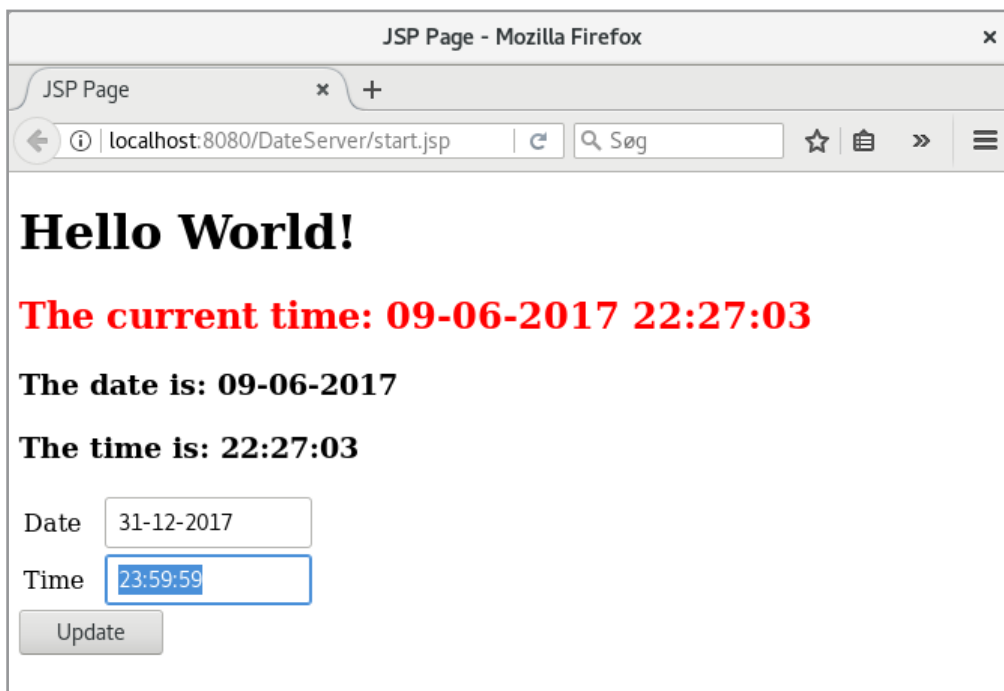 JSP Page - Mozilla Firefox
JSP Page
localhost:8080/DateServer/start.jsp
Søg
Hello World!
The current time: 09-06-2017 22:27:03
The date is: 09-06-2017
The time is: 22:27:03
Date 31-12-2017
Time 23:59:59
Update